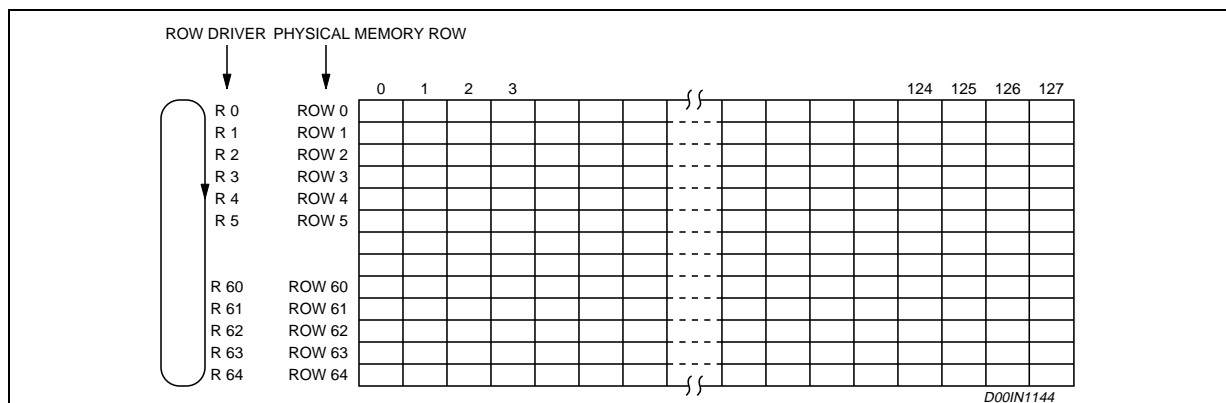 ROW DRIVER PHYSICAL MEMORY ROW
0 1 2 3 124 125 126 127
R 0 ROW 0
R 1 ROW 1
R 2 ROW 2
R 3 ROW 3
R 4 ROW 4
R 5 ROW 5
R 60 ROW 60
R 61 ROW 61
R 62 ROW 62
R 63 ROW 63
R 64 ROW 64
D00IN1144